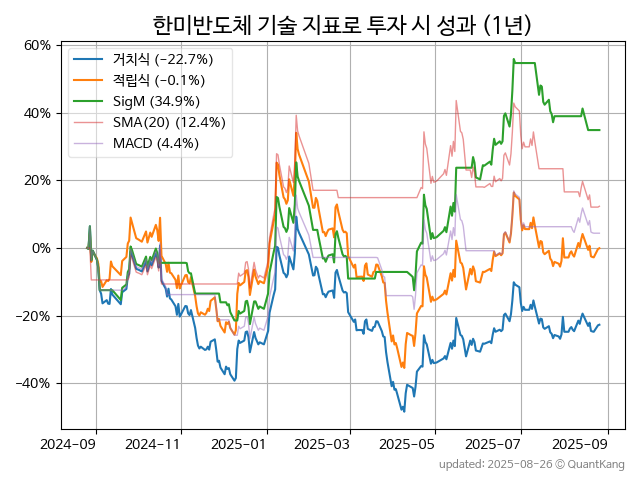 한미반도체 기술 지표로 투자 시 성과 (1년)
60%
40%
20%
0%
−20%
−40%
거치식 (−22.7%)
적립식 (−0.1%)
SigM (34.9%)
SMA(20) (12.4%)
MACD (4.4%)
2024-09 2024-11 2025-01 2025-03 2025-05 2025-07 2025-09
updated: 2025-08-26 © QuantKang